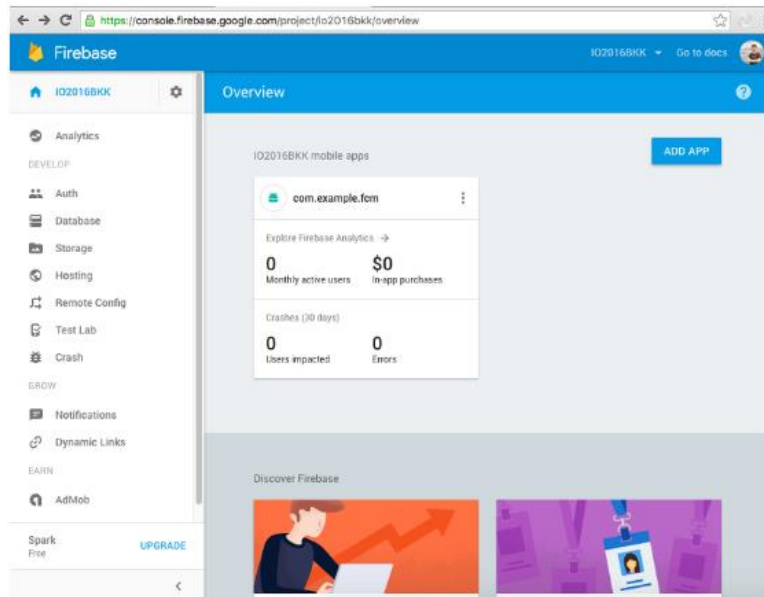 https://console.firebase.google.com/project/io2016bkk/overview
Firebase
IO2016BKK
Go to docs
IO2016BKK
Overview
?
Analytics
DEVELOP
Auth
Database
Storage
Hosting
Remote Config
Test Lab
Crash
GROW
Notifications
Dynamic Links
EARN
AdMob
Spark
Free
UPGRADE
IO2016BKK mobile apps
ADD APP
com.example.fcm
Explore Firebase Analytics
0 $0
Monthly active users In-app purchases
Crashes (30 days)
0 0
Users impacted Errors
Discover Firebase